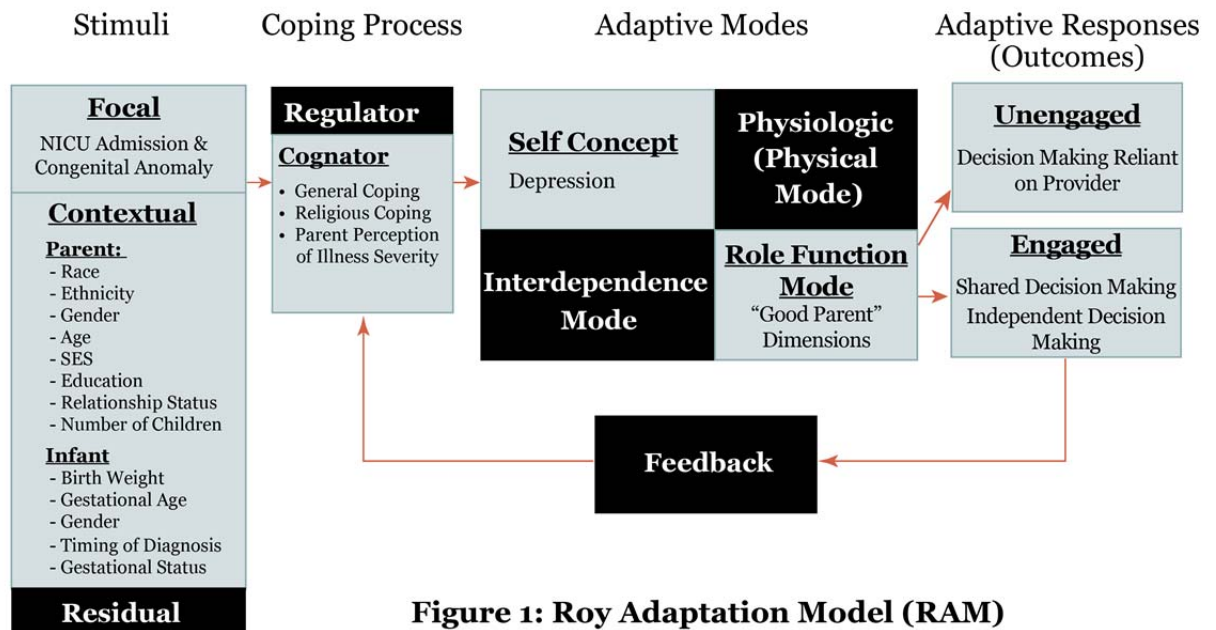 Stimuli
Coping Process
Adaptive Modes
Adaptive Responses
(Outcomes)
Focal
NICU Admission &
Congenital Anomaly
Contextual
Parent:
- Race
- Ethnicity
- Gender
- Age
- SES
- Education
- Relationship Status
- Number of Children
Infant
- Birth Weight
- Gestational Age
- Gender
- Timing of Diagnosis
- Gestational Status
Residual
Regulator
Cognator
• General Coping
• Religious Coping
• Parent Perception
of Illness Severity
Self Concept
Depression
Physiologic
(Physical
Mode)
Interdependence
Mode
Role Function
Mode
“Good Parent”
Dimensions
Unengaged
Decision Making Reliant
on Provider
Engaged
Shared Decision Making
Independent Decision
Making
Feedback
Figure 1: Roy Adaptation Model (RAM)